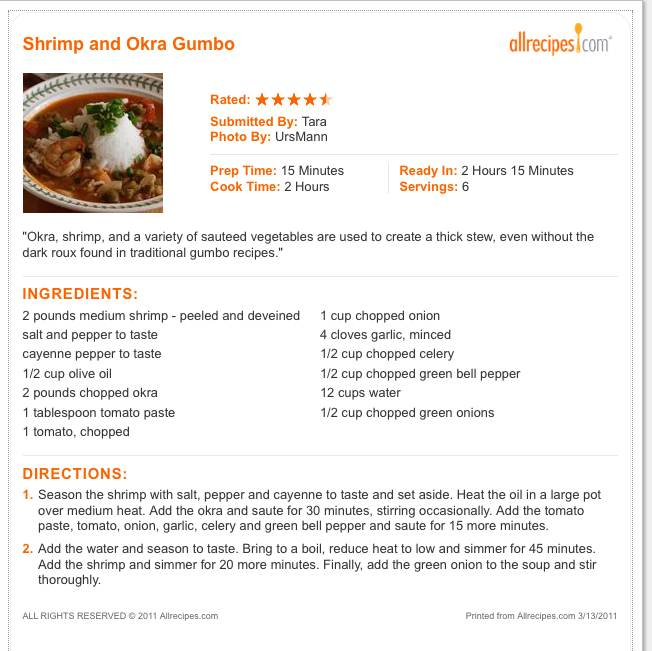 Shrimp and Okra Gumbo
allrecipes.com
Rated:
Submitted By: Tara
Photo By: UrsMann
Prep Time: 15 Minutes
Cook Time: 2 Hours
Ready In: 2 Hours 15 Minutes
Servings: 6
"Okra, shrimp, and a variety of sauteed vegetables are used to create a thick stew, even without the
dark roux found in traditional gumbo recipes."
INGREDIENTS:
2 pounds medium shrimp - peeled and deveined
salt and pepper to taste
cayenne pepper to taste
1/2 cup olive oil
2 pounds chopped okra
1 tablespoon tomato paste
1 tomato, chopped
1 cup chopped onion
4 cloves garlic, minced
1/2 cup chopped celery
1/2 cup chopped green bell pepper
12 cups water
1/2 cup chopped green onions
DIRECTIONS:
1. Season the shrimp with salt, pepper and cayenne to taste and set aside. Heat the oil in a large pot
over medium heat. Add the okra and saute for 30 minutes, stirring occasionally. Add the tomato
paste, tomato, onion, garlic, celery and green bell pepper and saute for 15 more minutes.
2. Add the water and season to taste. Bring to a boil, reduce heat to low and simmer for 45 minutes.
Add the shrimp and simmer for 20 more minutes. Finally, add the green onion to the soup and stir
thoroughly.
ALL RIGHTS RESERVED © 2011 Allrecipes.com
Printed from Allrecipes.com 3/13/2011